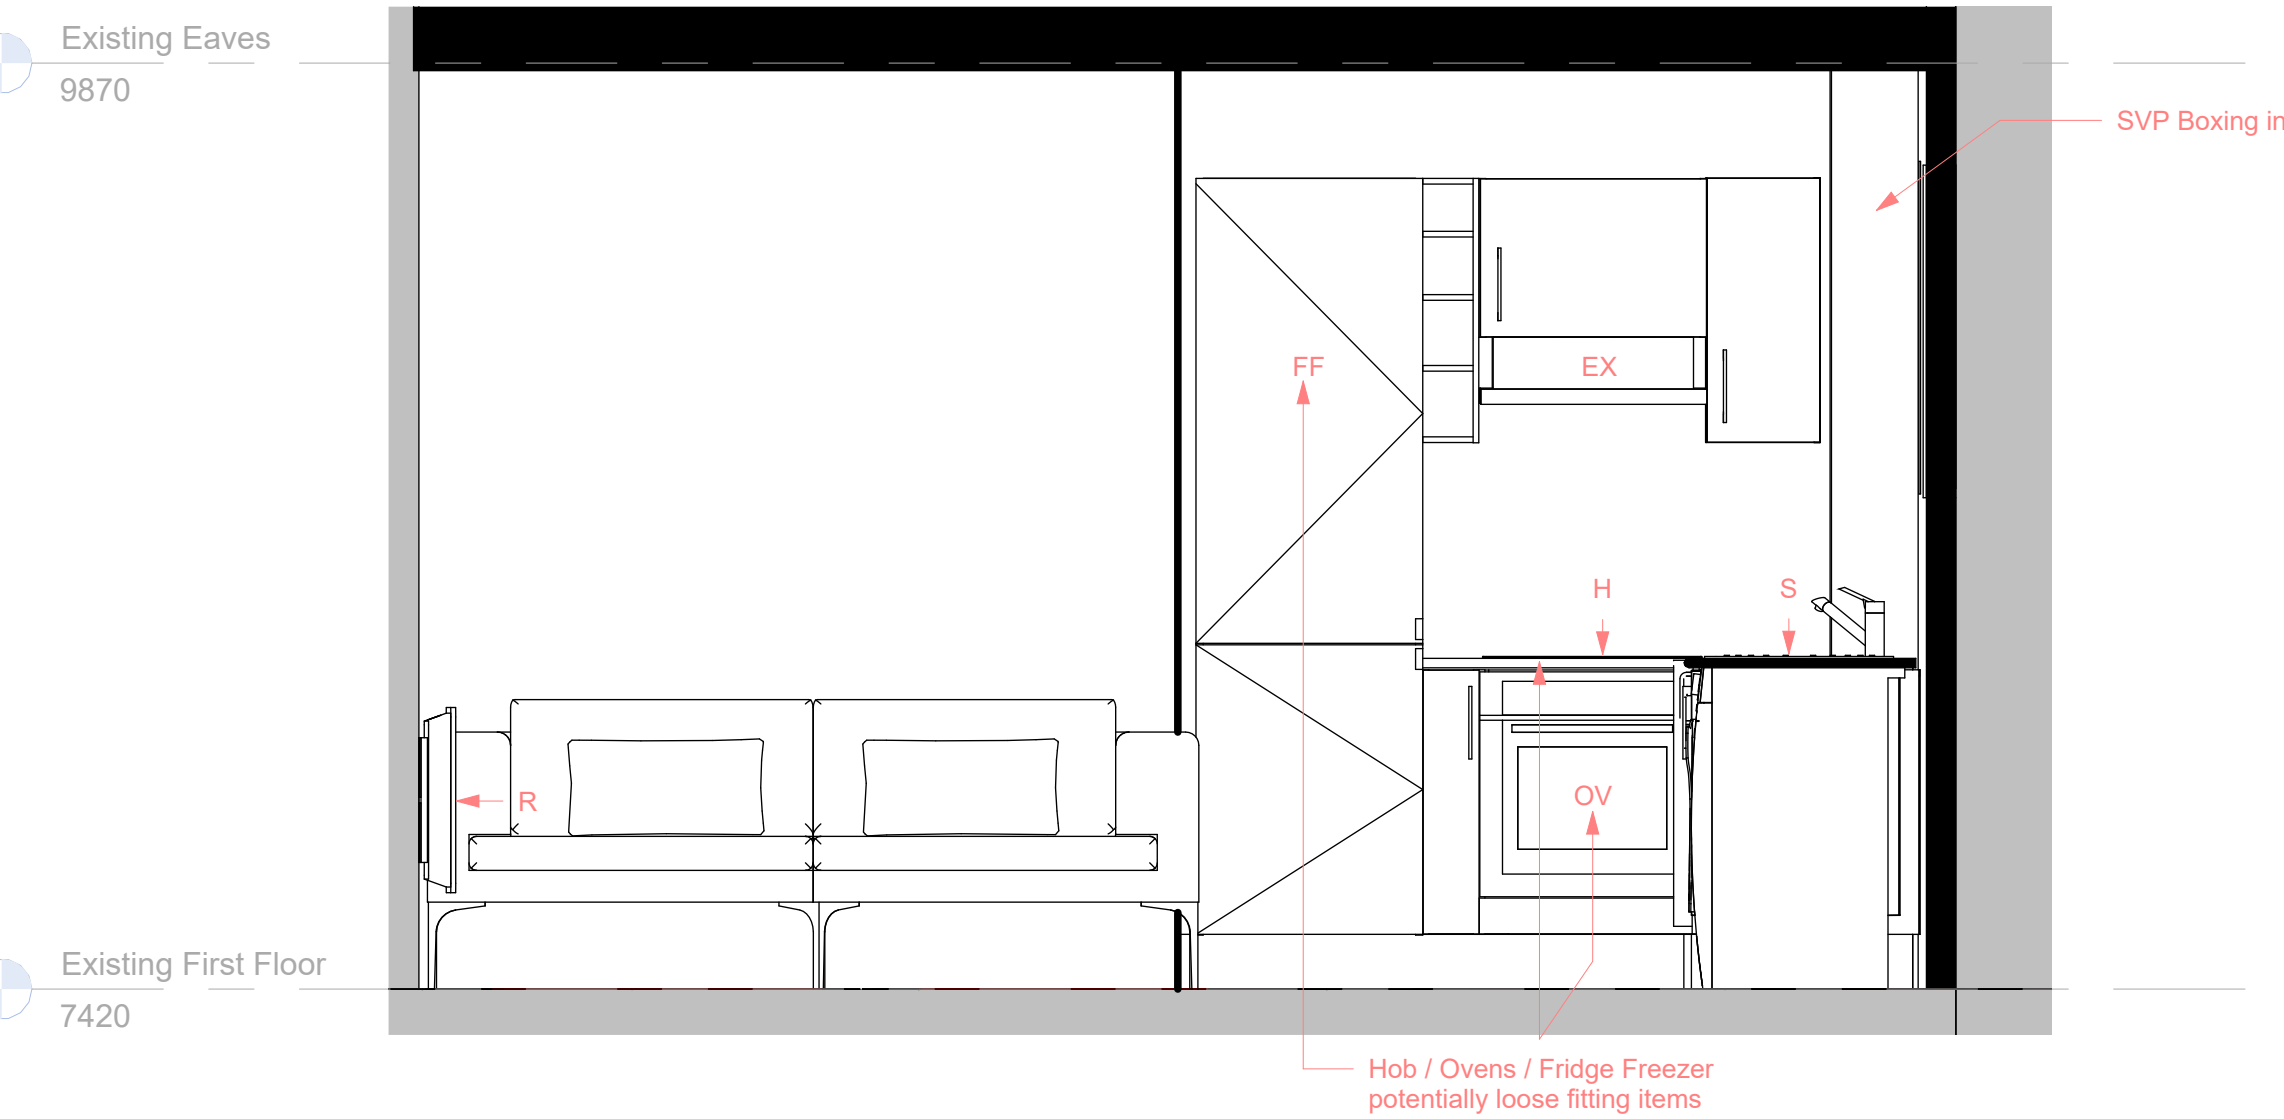 Existing Eaves
9870
SVP Boxing in
FF
EX
H
S
R
OV
Existing First Floor
7420
Hob / Ovens / Fridge Freezer
potentially loose fitting items